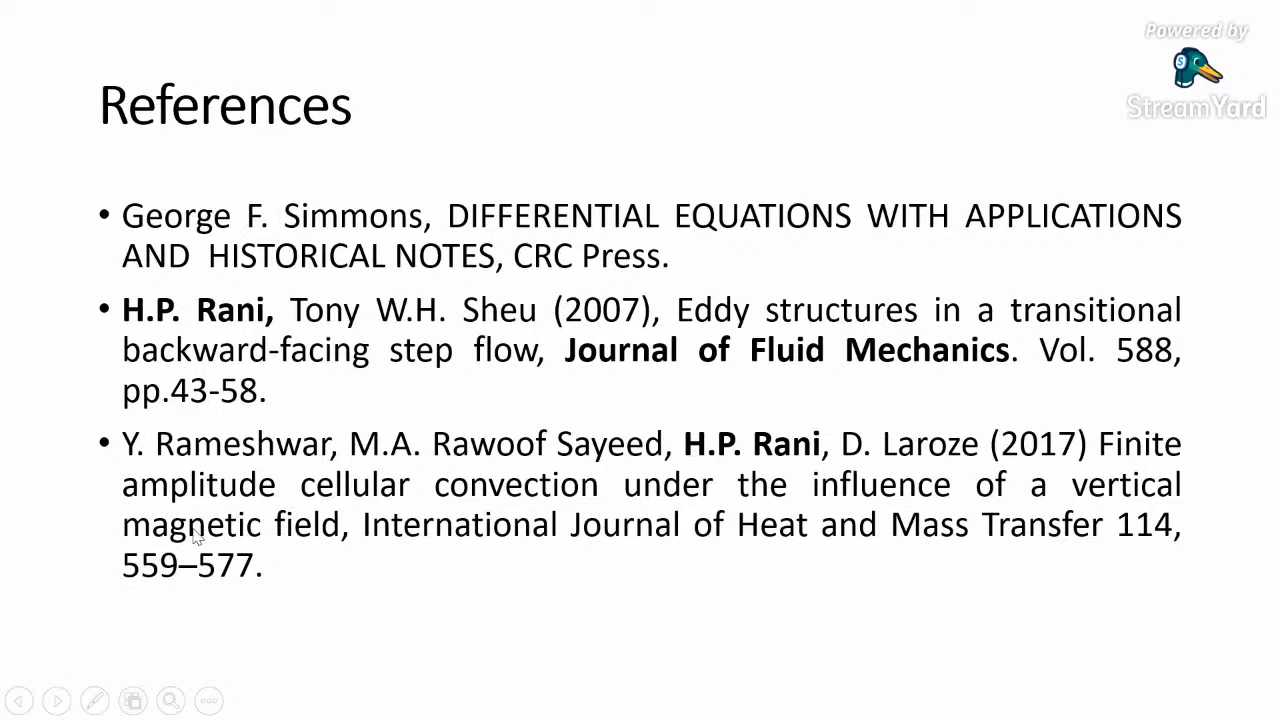 Powered by
StreamYard
References
• George F. Simmons, DIFFERENTIAL EQUATIONS WITH APPLICATIONS
AND HISTORICAL NOTES, CRC Press.
• H.P. Rani, Tony W.H. Sheu (2007), Eddy structures in a transitional
backward-facing step flow, Journal of Fluid Mechanics. Vol. 588,
pp.43-58.
• Y. Rameshwar, M.A. Rawoof Sayeed, H.P. Rani, D. Laroze (2017) Finite
amplitude cellular convection under the influence of a vertical
magnetic field, International Journal of Heat and Mass Transfer 114,
559–577.